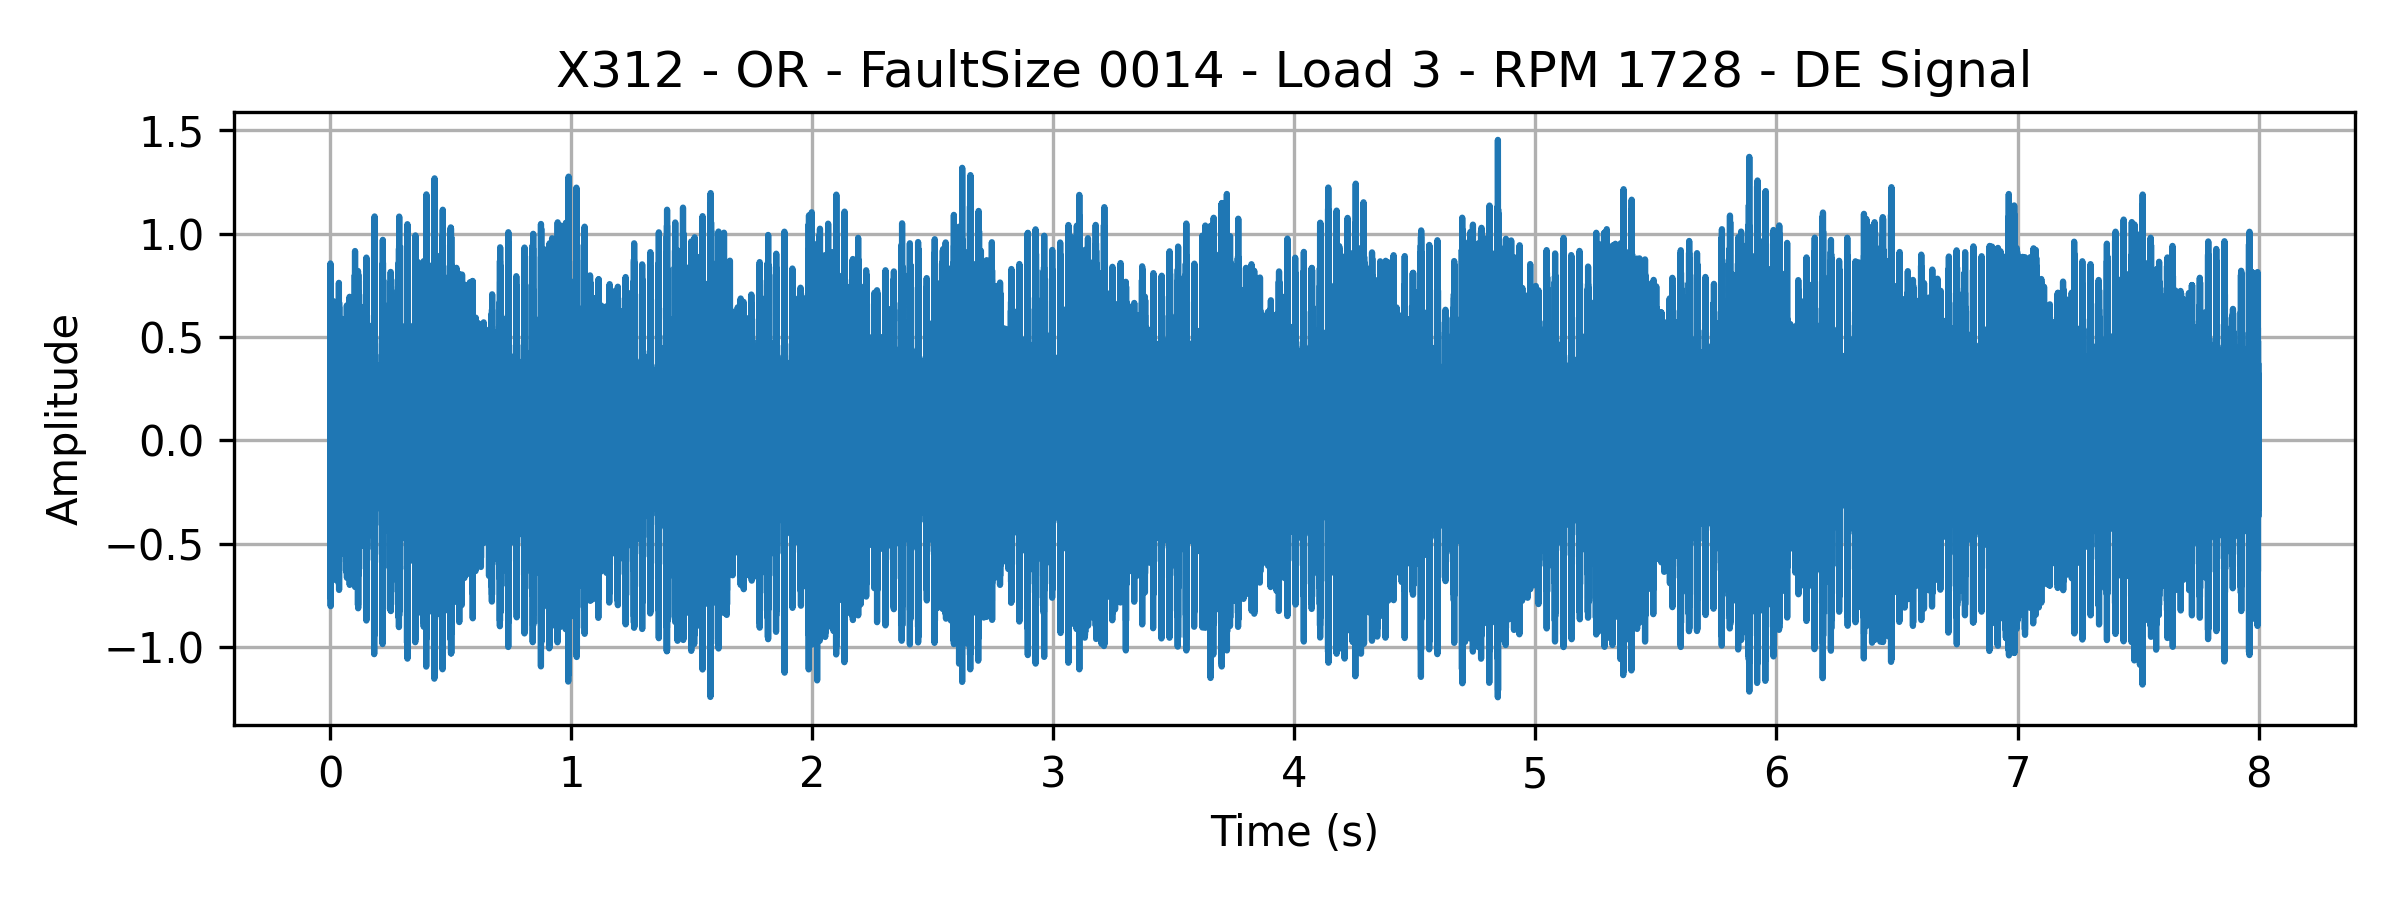 X312 - OR - FaultSize 0014 - Load 3 - RPM 1728 - DE Signal
1.5
1.0
0.5
0.0
−0.5
−1.0
Amplitude
0 1 2 3 4 5 6 7 8
Time (s)